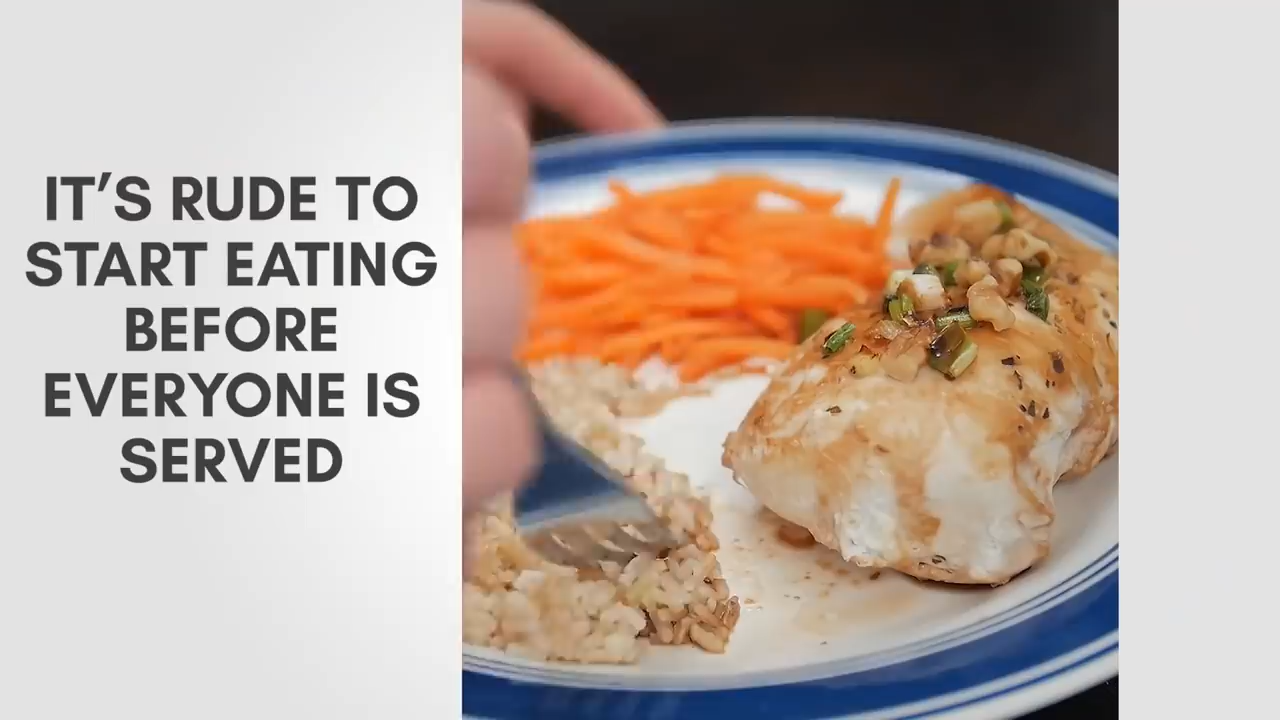 IT’S RUDE TO
START EATING
BEFORE
EVERYONE IS
SERVED